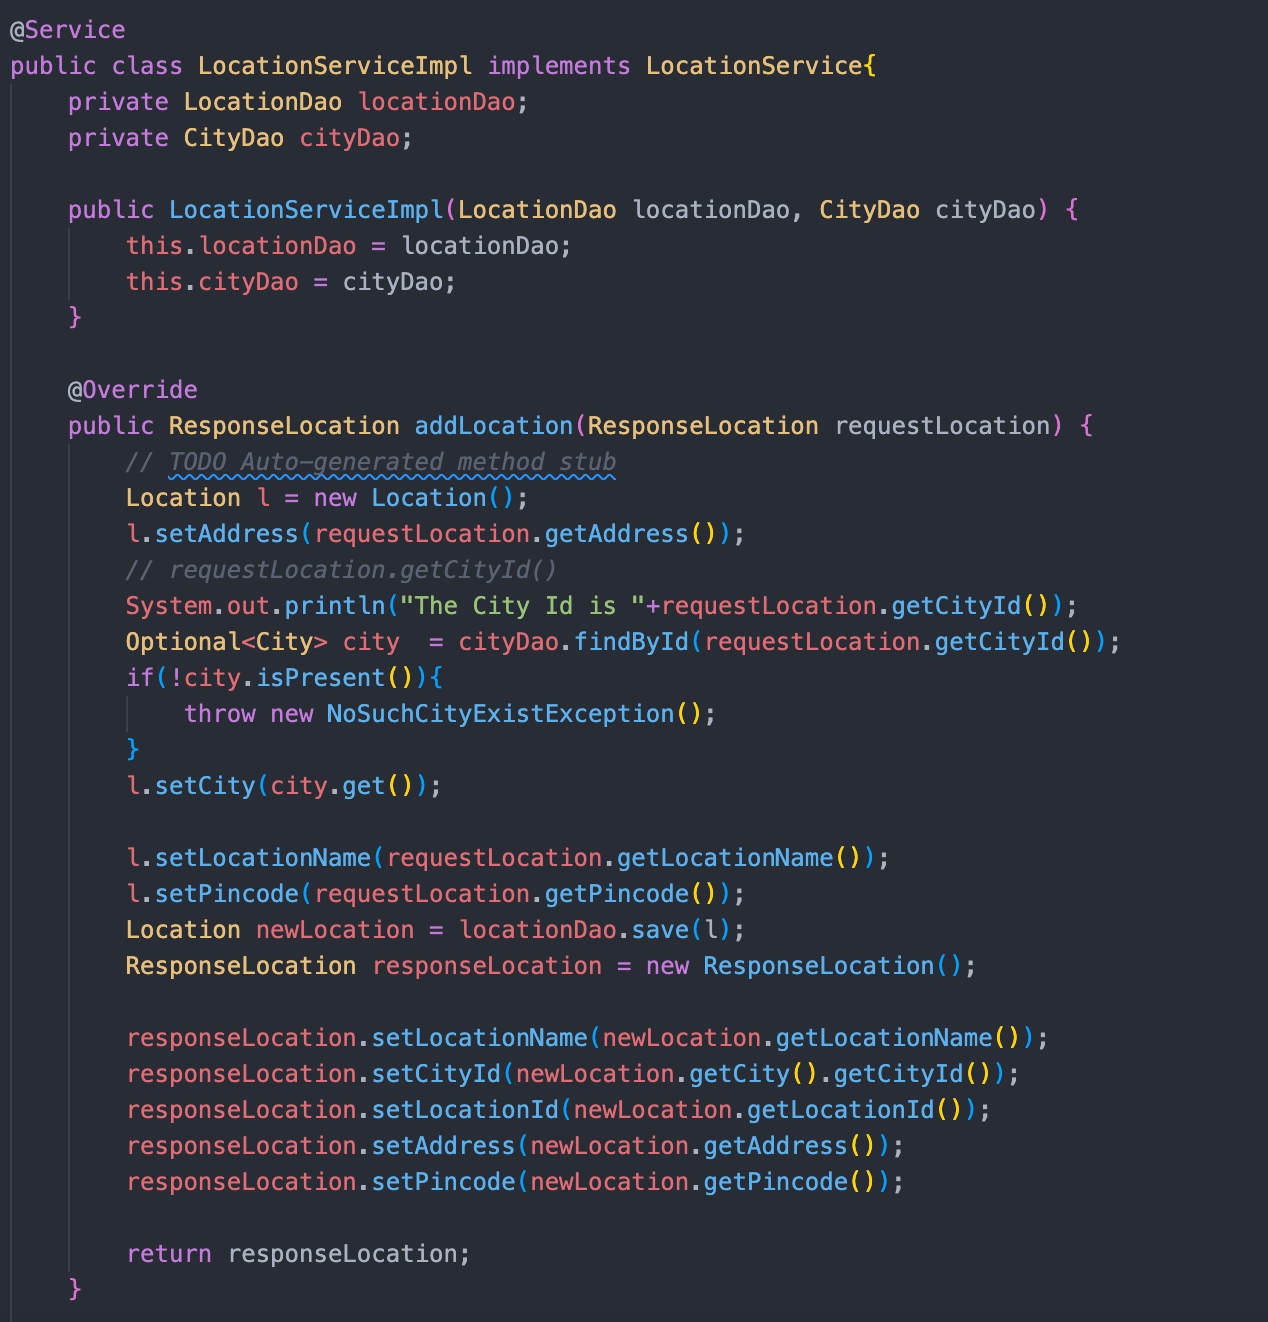 @Service
public class LocationServiceImpl implements LocationService{
    private LocationDao locationDao;
    private CityDao cityDao;

    public LocationServiceImpl(LocationDao locationDao, CityDao cityDao) {
        this.locationDao = locationDao;
        this.cityDao = cityDao;
    }

    @Override
    public ResponseLocation addLocation(ResponseLocation requestLocation) {
        // TODO Auto-generated method stub
        Location l = new Location();
        l.setAddress(requestLocation.getAddress());
        // requestLocation.getCityId()
        System.out.println("The City Id is "+requestLocation.getCityId());
        Optional<City> city  = cityDao.findById(requestLocation.getCityId());
        if(!city.isPresent()){
            throw new NoSuchCityExistException();
        }
        l.setCity(city.get());

        l.setLocationName(requestLocation.getLocationName());
        l.setPincode(requestLocation.getPincode());
        Location newLocation = locationDao.save(l);
        ResponseLocation responseLocation = new ResponseLocation();

        responseLocation.setLocationName(newLocation.getLocationName());
        responseLocation.setCityId(newLocation.getCity().getCityId());
        responseLocation.setLocationId(newLocation.getLocationId());
        responseLocation.setAddress(newLocation.getAddress());
        responseLocation.setPincode(newLocation.getPincode());

        return responseLocation;
    }